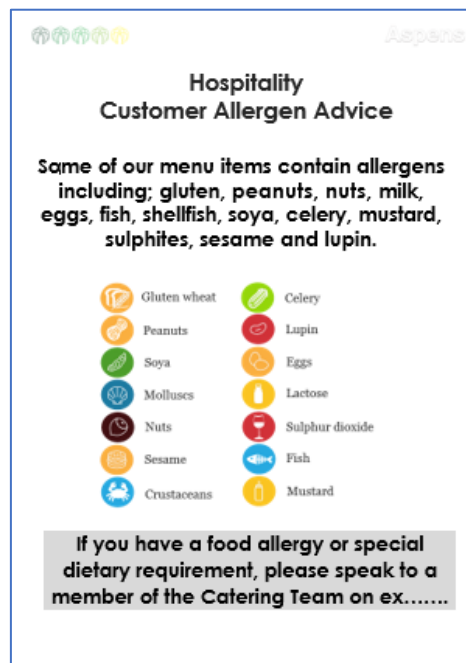 Aspens
Hospitality
Customer Allergen Advice
Some of our menu items contain allergens
including; gluten, peanuts, nuts, milk,
eggs, fish, shellfish, soya, celery, mustard,
sulphites, sesame and lupin.
Gluten wheat
Celery
Peanuts
Lupin
Soya
Eggs
Molluscs
Lactose
Nuts
Sulphur dioxide
Sesame
Fish
Crustaceans
Mustard
If you have a food allergy or special
dietary requirement, please speak to a
member of the Catering Team on ex.......